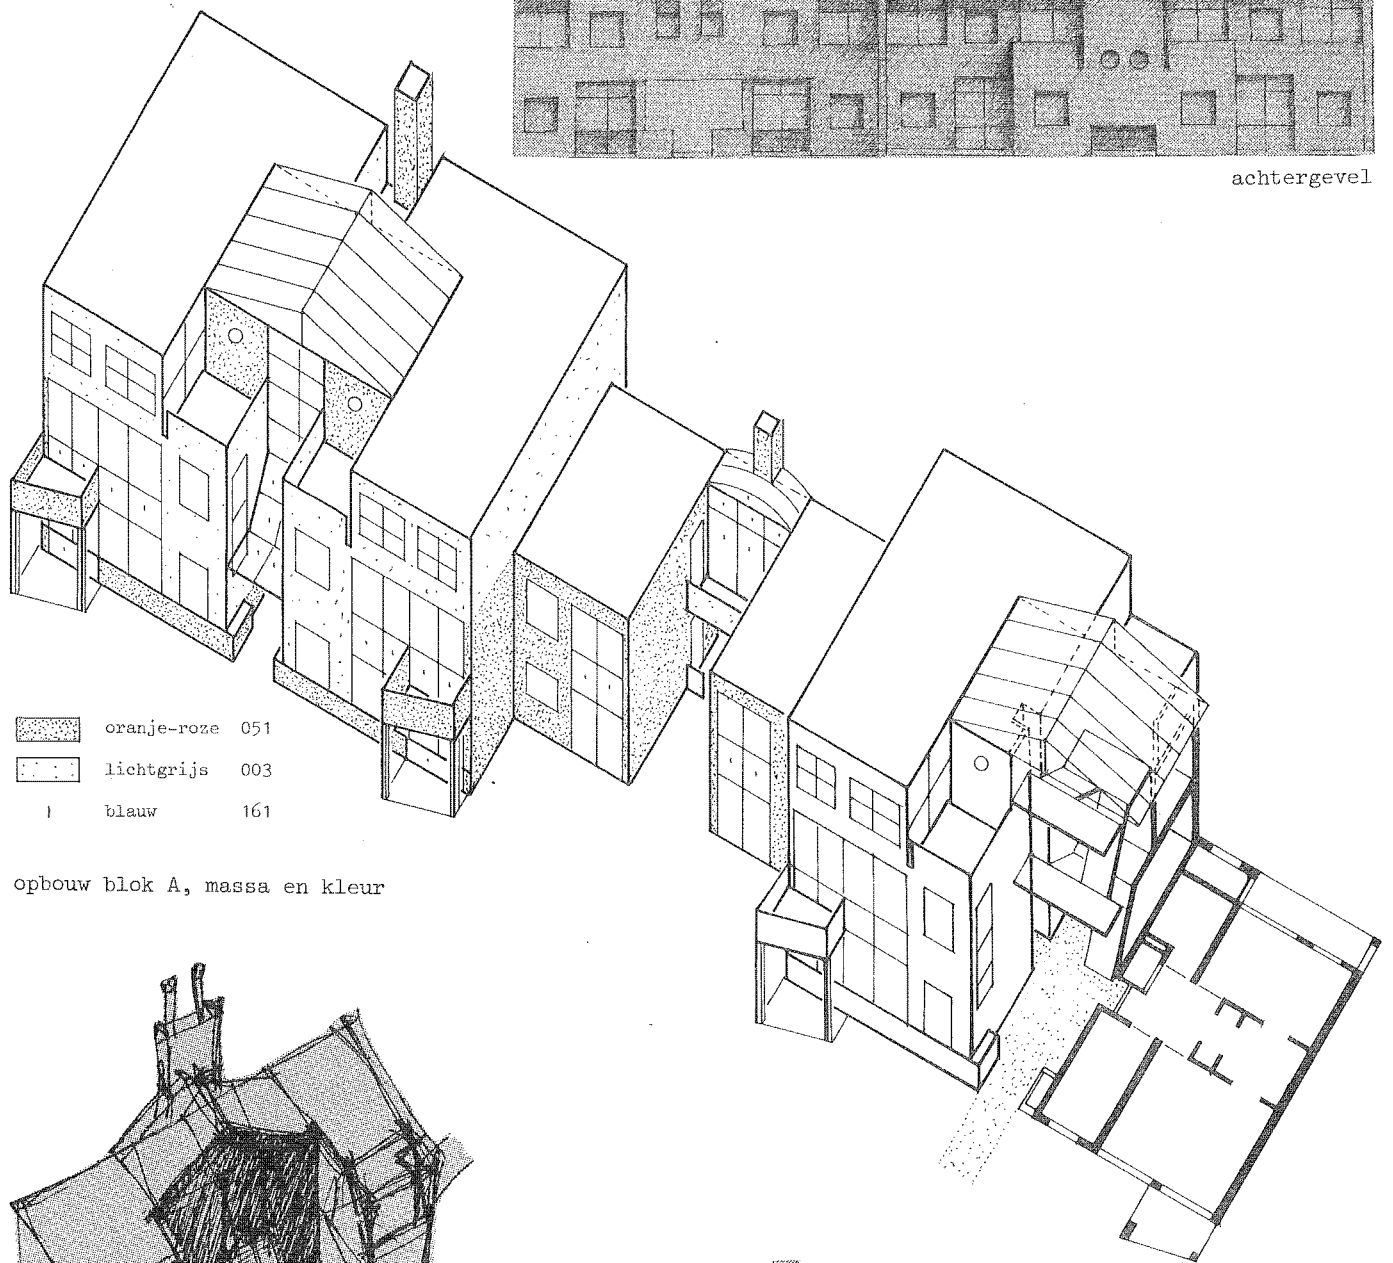 achtergevel
oranje-roze 051
lichtgrijs 003
blauw 161
opbouw blok A, massa en kleur